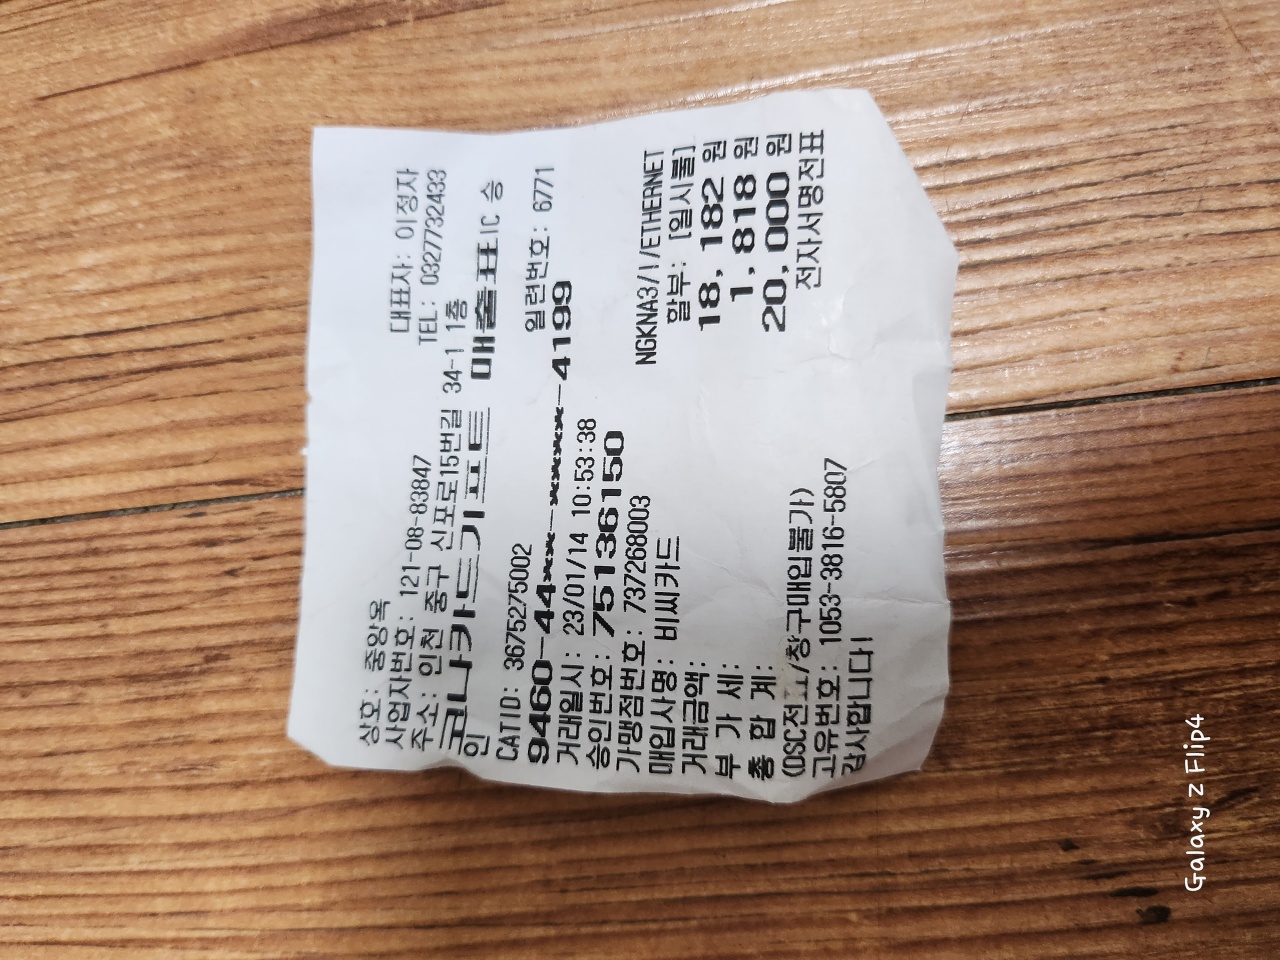 상호: 중앙옥
사업자번호: 121-08-83847 대표자: 이정자
주소: 인천 중구 신포로15번길 34-1 1층 TEL: 0327732433
코나카드기프트 매출표IC 승
인
CATID: 3675275002 일련번호: 6771
9460-44**-****-4199
거래일시: 23/01/14 10:53:38
승인번호: 75136150
가맹점번호: 737268003 NGKNA3/1/ETHERNET
매입사명: 비씨카드 할부: [일시불]
거래금액: 18,182 원
부 가 세: 1,818 원
총 합 계: 20,000 원
(DSC전표/창구매입불가) 전자서명전표
고유번호: 1053-3816-5807
감사합니다!
Galaxy Z Flip4